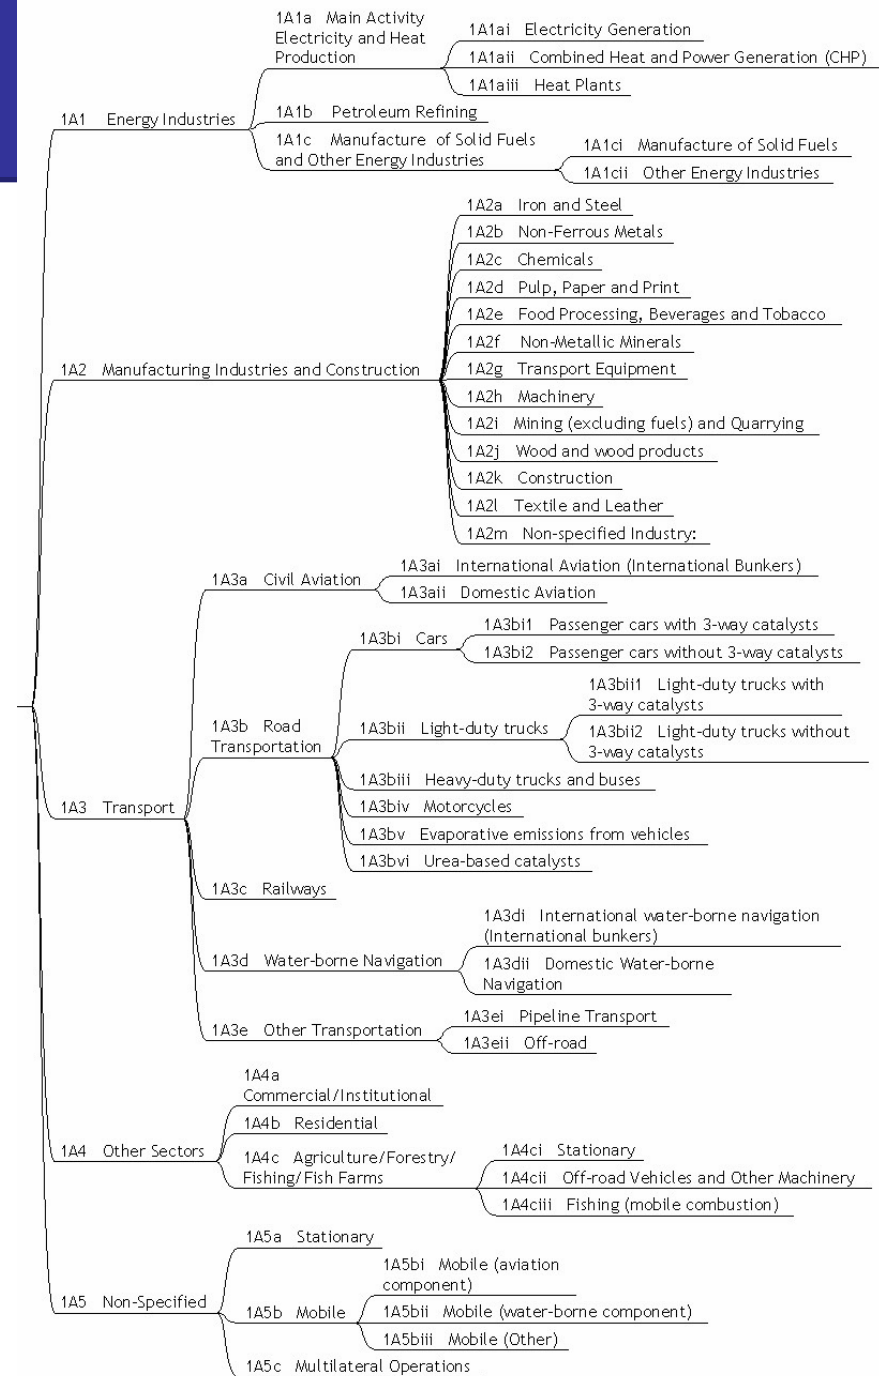 1A1a Main Activity
Electricity and Heat
Production
1A1ai Electricity Generation
1A1aii Combined Heat and Power Generation (CHP)
1A1aiii Heat Plants
1A1 Energy Industries
1A1b Petroleum Refining
1A1c Manufacture of Solid Fuels
and Other Energy Industries
1A1ci Manufacture of Solid Fuels
1A1cii Other Energy Industries
1A2a Iron and Steel
1A2b Non-Ferrous Metals
1A2c Chemicals
1A2d Pulp, Paper and Print
1A2e Food Processing, Beverages and Tobacco
1A2f Non-Metallic Minerals
1A2 Manufacturing Industries and Construction
1A2g Transport Equipment
1A2h Machinery
1A2i Mining (excluding fuels) and Quarrying
1A2j Wood and wood products
1A2k Construction
1A2l Textile and Leather
1A2m Non-specified Industry:
1A3a Civil Aviation
1A3ai International Aviation (International Bunkers)
1A3aii Domestic Aviation
1A3bi Cars
1A3bi1 Passenger cars with 3-way catalysts
1A3bi2 Passenger cars without 3-way catalysts
1A3b Road
Transportation
1A3bii Light-duty trucks
1A3bii1 Light-duty trucks with
3-way catalysts
1A3bii2 Light-duty trucks without
3-way catalysts
1A3biii Heavy-duty trucks and buses
1A3 Transport
1A3biv Motorcycles
1A3bv Evaporative emissions from vehicles
1A3bvi Urea-based catalysts
1A3c Railways
1A3d Water-borne Navigation
1A3di International water-borne navigation
(International bunkers)
1A3dii Domestic Water-borne
Navigation
1A3e Other Transportation
1A3ei Pipeline Transport
1A3eii Off-road
1A4a
Commercial/Institutional
1A4b Residential
1A4 Other Sectors
1A4c Agriculture/Forestry/
Fishing/Fish Farms
1A4ci Stationary
1A4cii Off-road Vehicles and Other Machinery
1A4ciii Fishing (mobile combustion)
1A5a Stationary
1A5 Non-Specified
1A5b Mobile
1A5bi Mobile (aviation
component)
1A5bii Mobile (water-borne component)
1A5biii Mobile (Other)
1A5c Multilateral Operations